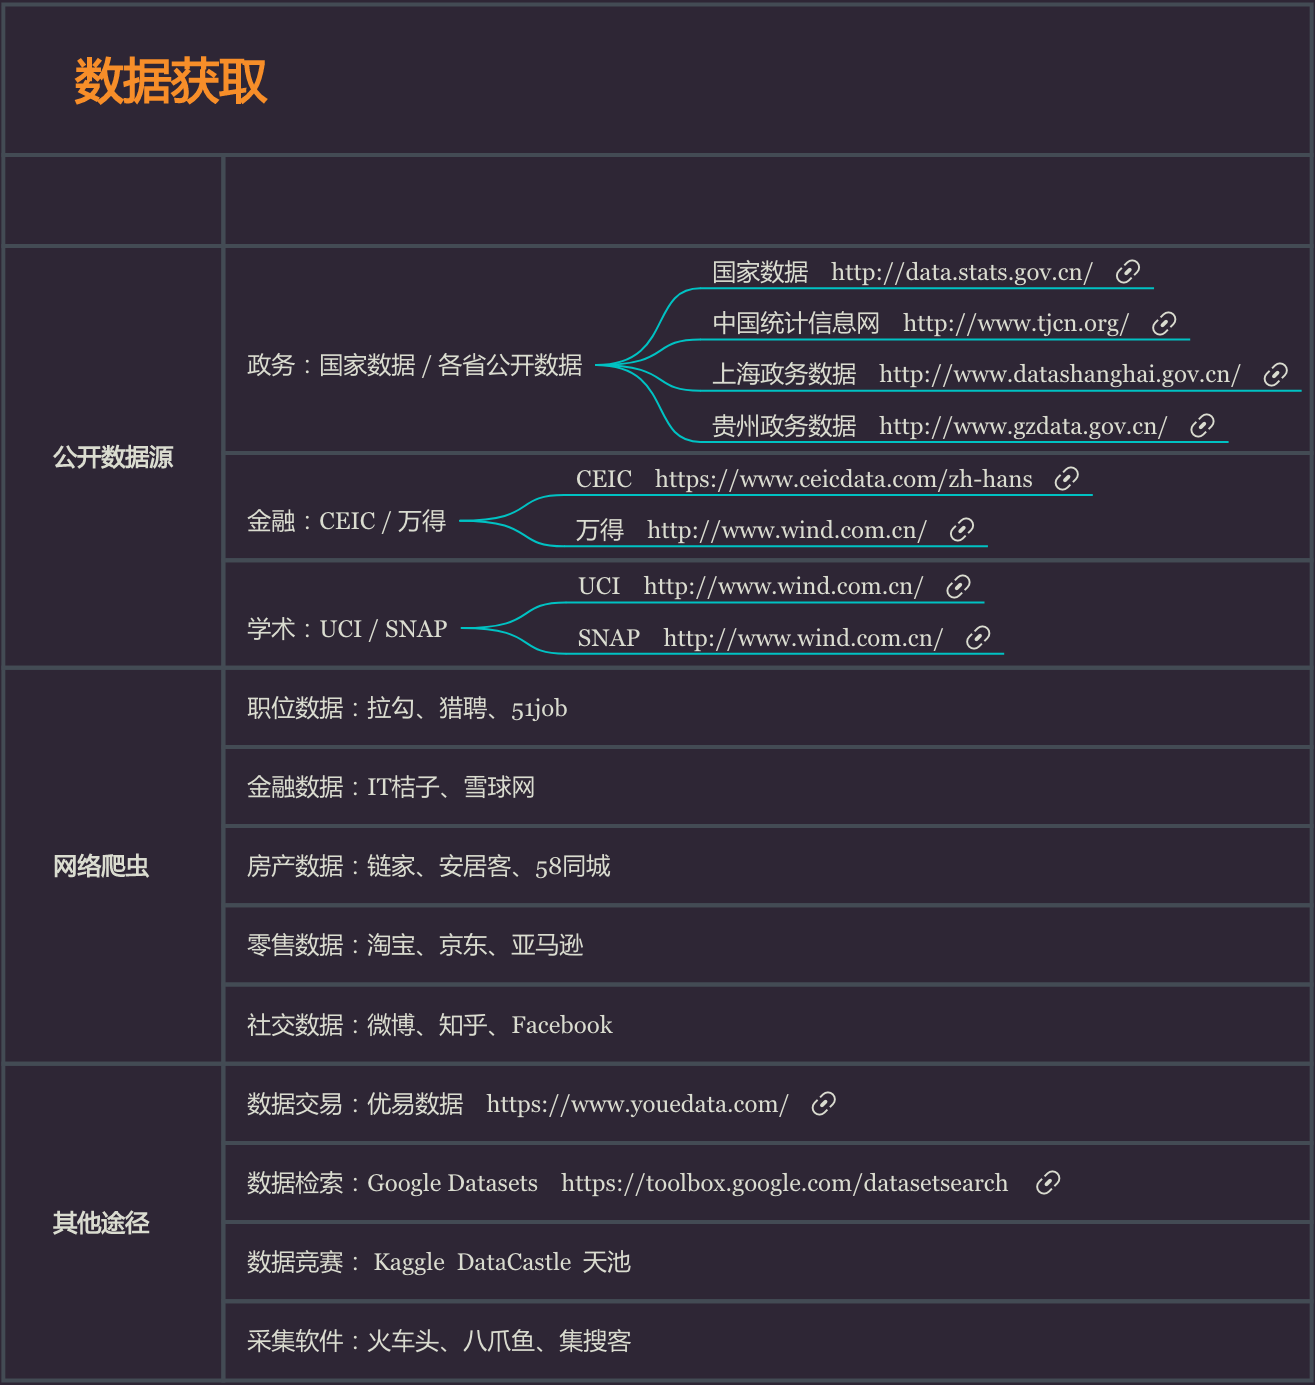 数据获取
公开数据源
政务：国家数据 / 各省公开数据
国家数据 http://data.stats.gov.cn/
中国统计信息网 http://www.tjcn.org/
上海政务数据 http://www.datashanghai.gov.cn/
贵州政务数据 http://www.gzdata.gov.cn/
金融：CEIC / 万得
CEIC https://www.ceicdata.com/zh-hans
万得 http://www.wind.com.cn/
学术：UCI / SNAP
UCI http://www.wind.com.cn/
SNAP http://www.wind.com.cn/
网络爬虫
职位数据：拉勾、猎聘、51job
金融数据：IT桔子、雪球网
房产数据：链家、安居客、58同城
零售数据：淘宝、京东、亚马逊
社交数据：微博、知乎、Facebook
其他途径
数据交易：优易数据 https://www.youedata.com/
数据检索：Google Datasets https://toolbox.google.com/datasetsearch
数据竞赛： Kaggle DataCastle 天池
采集软件：火车头、八爪鱼、集搜客